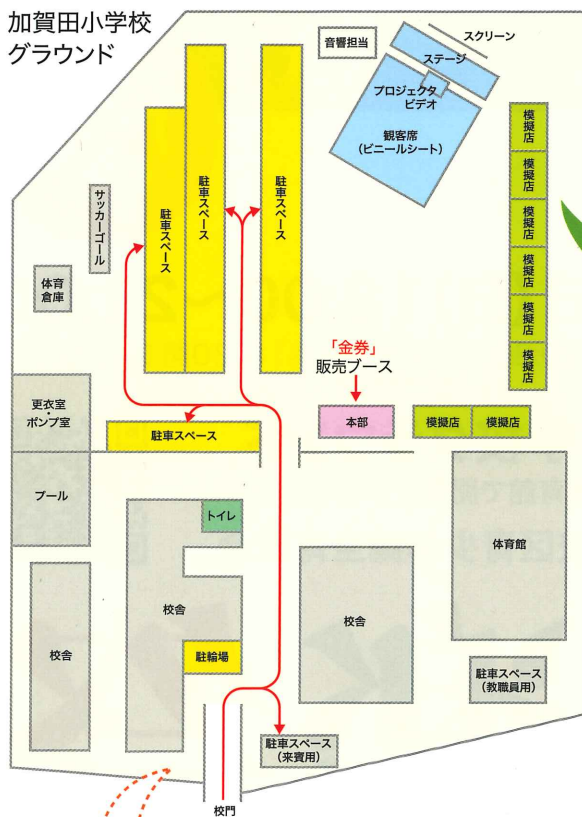 加賀田小学校
グラウンド
音響担当
スクリーン
ステージ
プロジェクタ
ビデオ
観客席
(ビニールシート)
模擬店
模擬店
模擬店
模擬店
模擬店
模擬店
駐車スペース
駐車スペース
駐車スペース
サッカーゴール
体育
倉庫
「金券」
販売ブース
本部
模擬店
模擬店
更衣室
・
ポンプ室
駐車スペース
プール
トイレ
体育館
校舎
校舎
校舎
駐輪場
駐車スペース
(教職員用)
駐車スペース
(来賓用)
校門